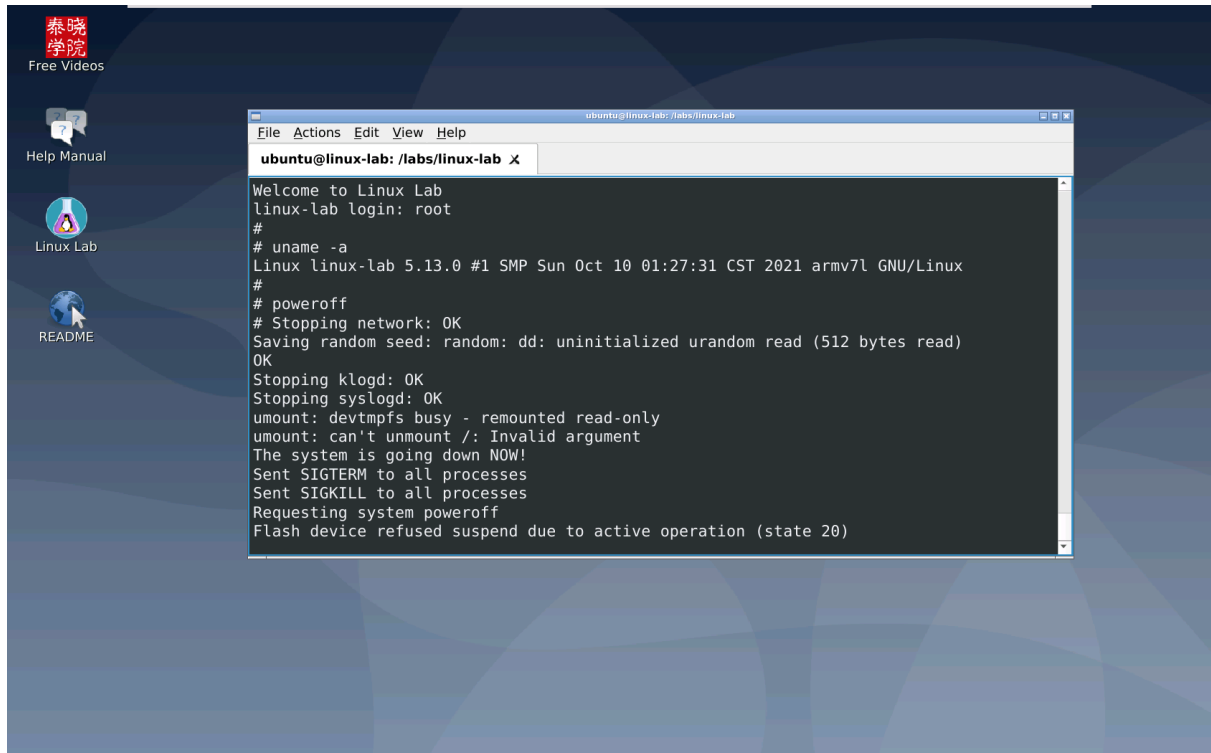 泰晓
学院
Free Videos
Help Manual
Linux Lab
README
ubuntu@linux-lab: /labs/linux-lab
File Actions Edit View Help
ubuntu@linux-lab: /labs/linux-lab
Welcome to Linux Lab
linux-lab login: root
#
# uname -a
Linux linux-lab 5.13.0 #1 SMP Sun Oct 10 01:27:31 CST 2021 armv7l GNU/Linux
#
# poweroff
# Stopping network: OK
Saving random seed: random: dd: uninitialized urandom read (512 bytes read)
OK
Stopping klogd: OK
Stopping syslogd: OK
umount: devtmpfs busy - remounted read-only
umount: can't unmount /: Invalid argument
The system is going down NOW!
Sent SIGTERM to all processes
Sent SIGKILL to all processes
Requesting system poweroff
Flash device refused suspend due to active operation (state 20)